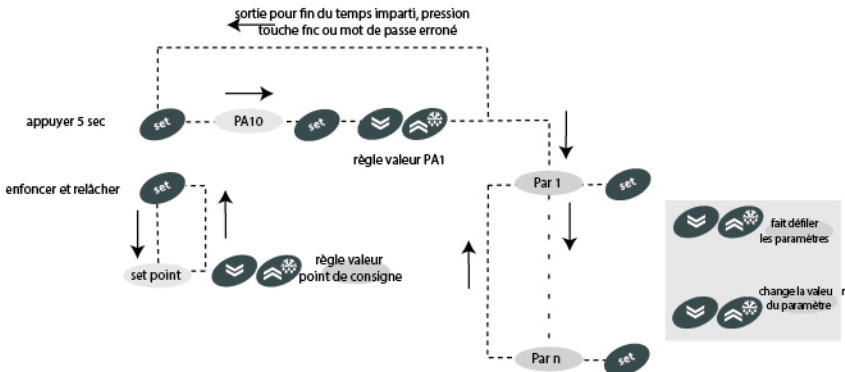 sortie pour fin du temps imparti, pression
touche fnc ou mot de passe erroné
appuyer 5 sec
set
PA10
set
règle valeur PA1
enfoncer et relâcher
set
set point
règle valeur
point de consigne
Par 1
set
fait défiler
les paramètres
change la valeu r
du paramètre
Par n
set